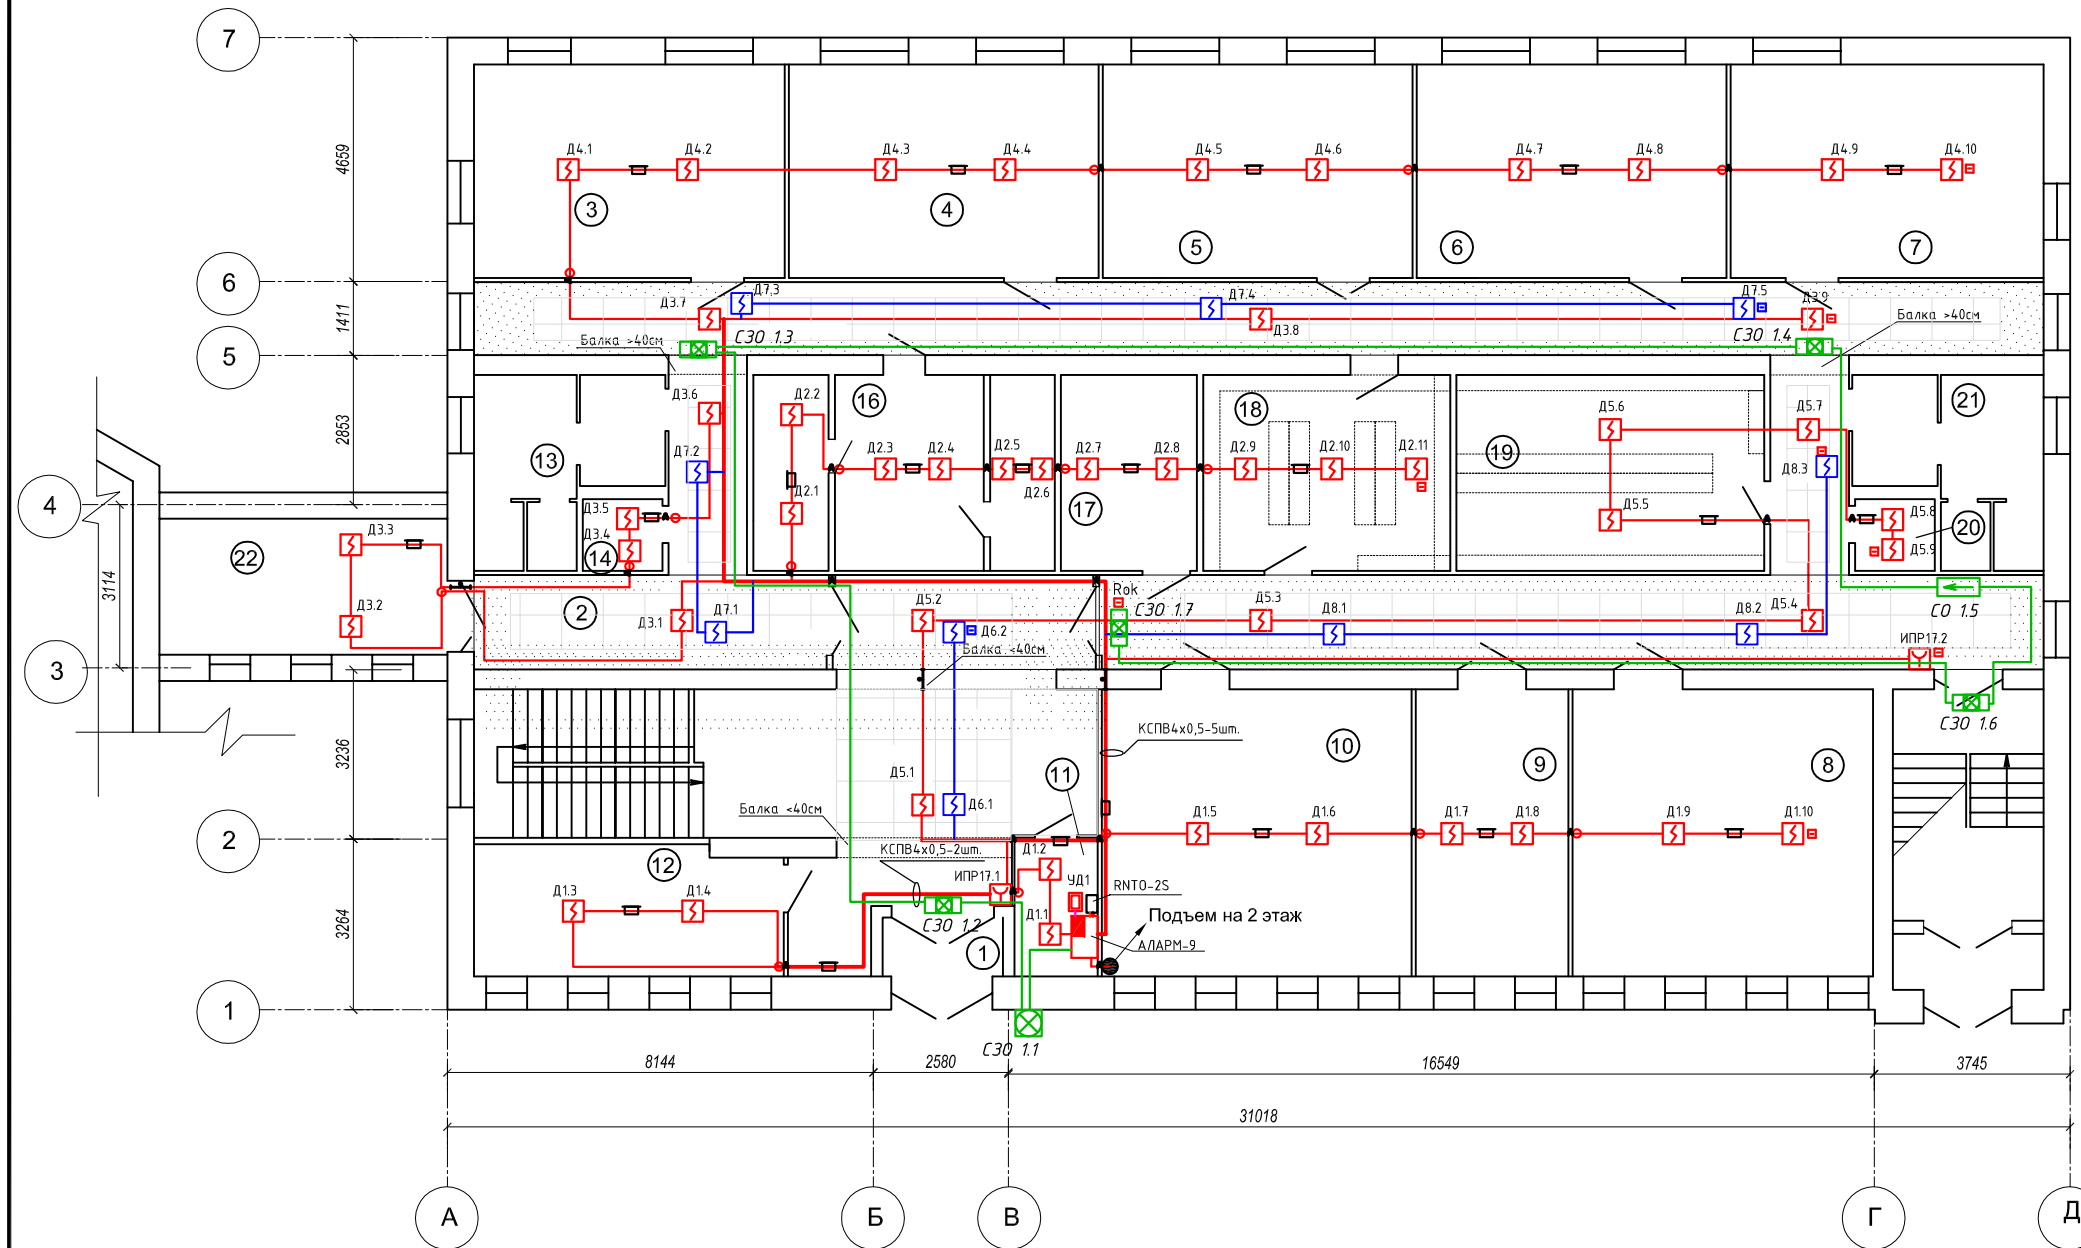 7
4659
Д4.1
Д4.2
Д4.3
Д4.4
Д4.5
Д4.6
Д4.7
Д4.8
Д4.9
Д4.10
3
4
5
6
7
6
1411
Д3.7
Д7.3
Д7.4
Д3.8
Д7.5
Д3.9
Балка >40см
СЗО 1.3
СЗО 1.4
Балка >40см
5
2853
Д3.6
Д2.2
16
18
Д5.6
Д5.7
21
13
Д7.2
Д2.3
Д2.4
Д2.5
Д2.7
Д2.8
Д2.9
Д2.10
Д2.11
19
Д8.3
4
Д3.5
Д2.1
Д2.6
17
Д5.5
Д5.8
20
Д3.3
22
Д3.4
14
Д5.9
3114
Д3.2
2
Д3.1
Д7.1
Д5.2
Д6.2
Rok
СЗО 1.7
Д5.3
Д8.1
Д8.2
Д5.4
СО 1.5
ИПР17.2
Балка <40см
3
3236
Д5.1
Д6.1
11
КСПВ4х0,5-5шт.
10
9
8
СЗО 1.6
Балка <40см
Д1.5
Д1.6
Д1.7
Д1.8
Д1.9
Д1.10
2
12
КСПВ4х0,5-2шт.
Д1.2
3264
Д1.3
Д1.4
ИПР17.1
УД1
RNTO-2S
Д1.1
Подъем на 2 этаж
СЗО 1.2
1
АЛАРМ-9
1
СЗО 1.1
8144
2580
16549
3745
31018
А
Б
В
Г
Д